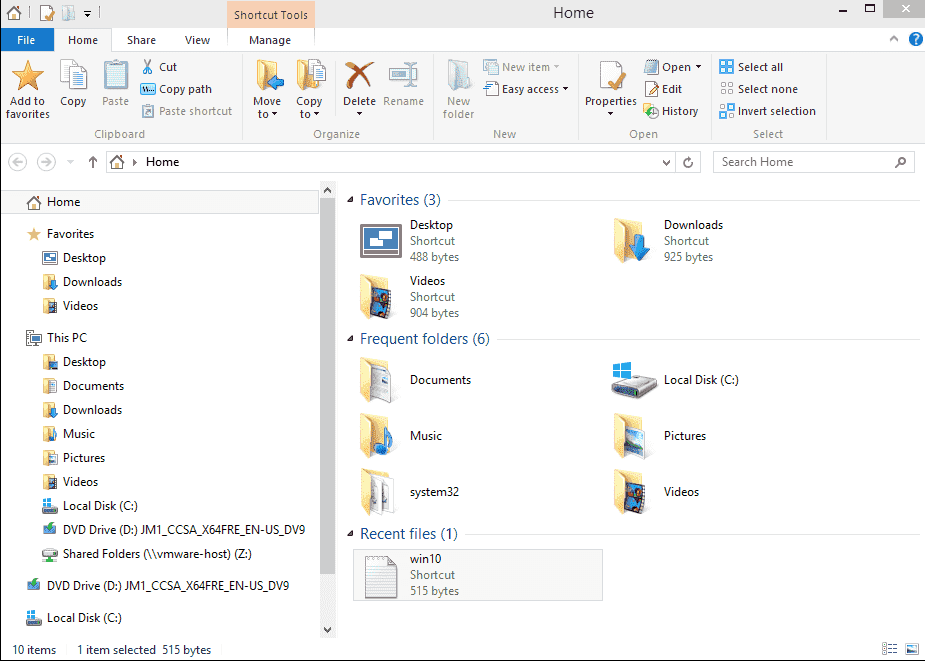 Shortcut Tools
Home
File
Home
Share
View
Manage
Add to
favorites
Copy
Paste
Cut
Copy path
Paste shortcut
Clipboard
Move
to
Copy
to
Delete
Rename
Organize
New
folder
New item
Easy access
New
Properties
Open
Edit
History
Open
Select all
Select none
Invert selection
Select
Home
Search Home
Home
Favorites
Desktop
Downloads
Videos
This PC
Desktop
Documents
Downloads
Music
Pictures
Videos
Local Disk (C:)
DVD Drive (D:) JM1_CCSA_X64FRE_EN-US_DV9
Shared Folders (\\vmware-host) (Z:)
DVD Drive (D:) JM1_CCSA_X64FRE_EN-US_DV9
Local Disk (C:)
Favorites (3)
Desktop
Shortcut
488 bytes
Downloads
Shortcut
925 bytes
Videos
Shortcut
904 bytes
Frequent folders (6)
Documents
Local Disk (C:)
Music
Pictures
system32
Videos
Recent files (1)
win10
Shortcut
515 bytes
10 items
1 item selected 515 bytes